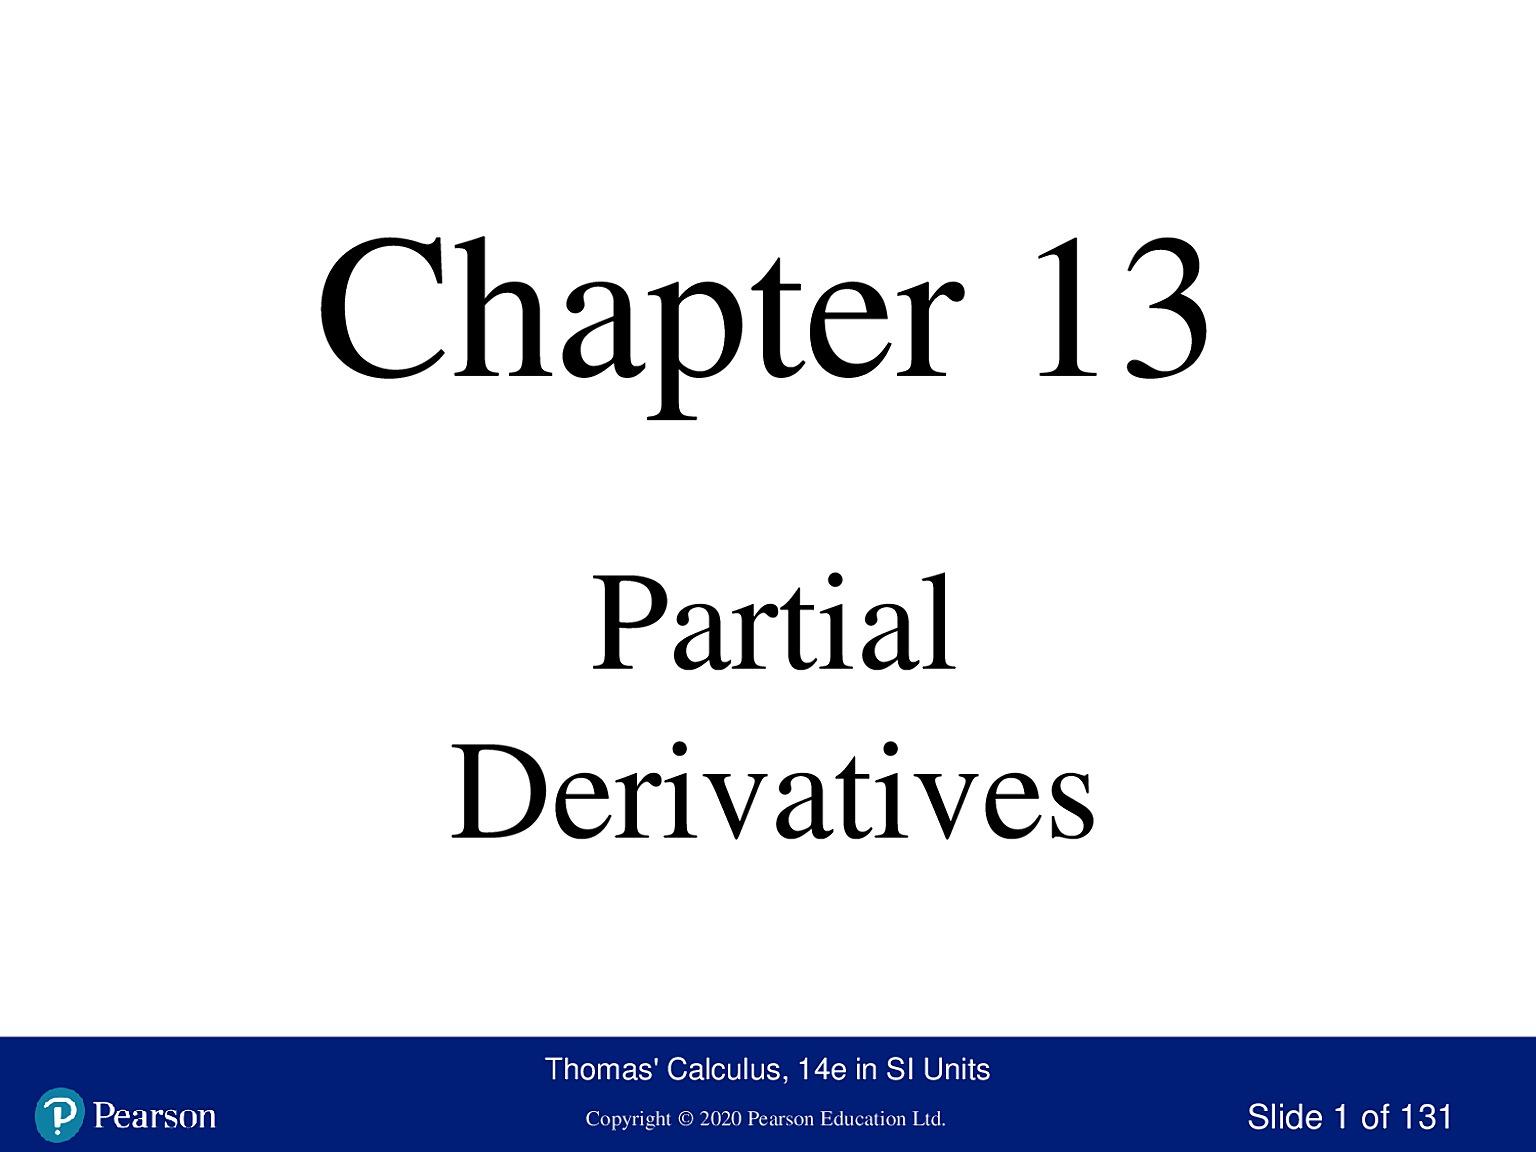 Chapter 13
Partial
Derivatives
Thomas' Calculus, 14e in SI Units
Pearson
Copyright © 2020 Pearson Education Ltd.
Slide 1 of 131